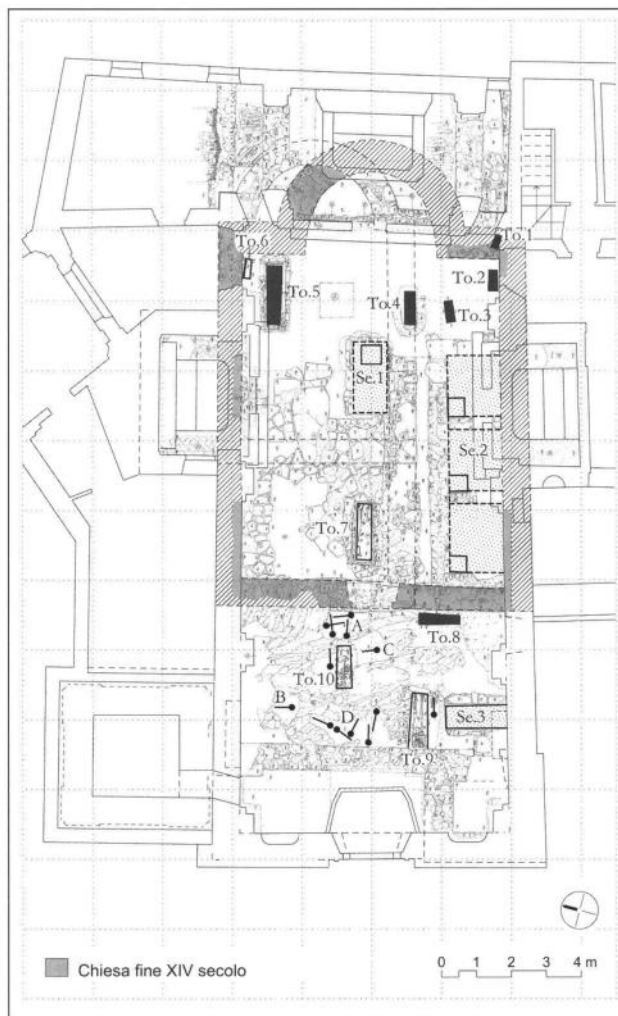 To.6
To.1
To.2
To.5
To.4
To.3
Se.1
Se.2
To.7
A
To.8
C
To.10
B
D
Se.3
To.9
Chiesa fine XIV secolo
0 1 2 3 4 m